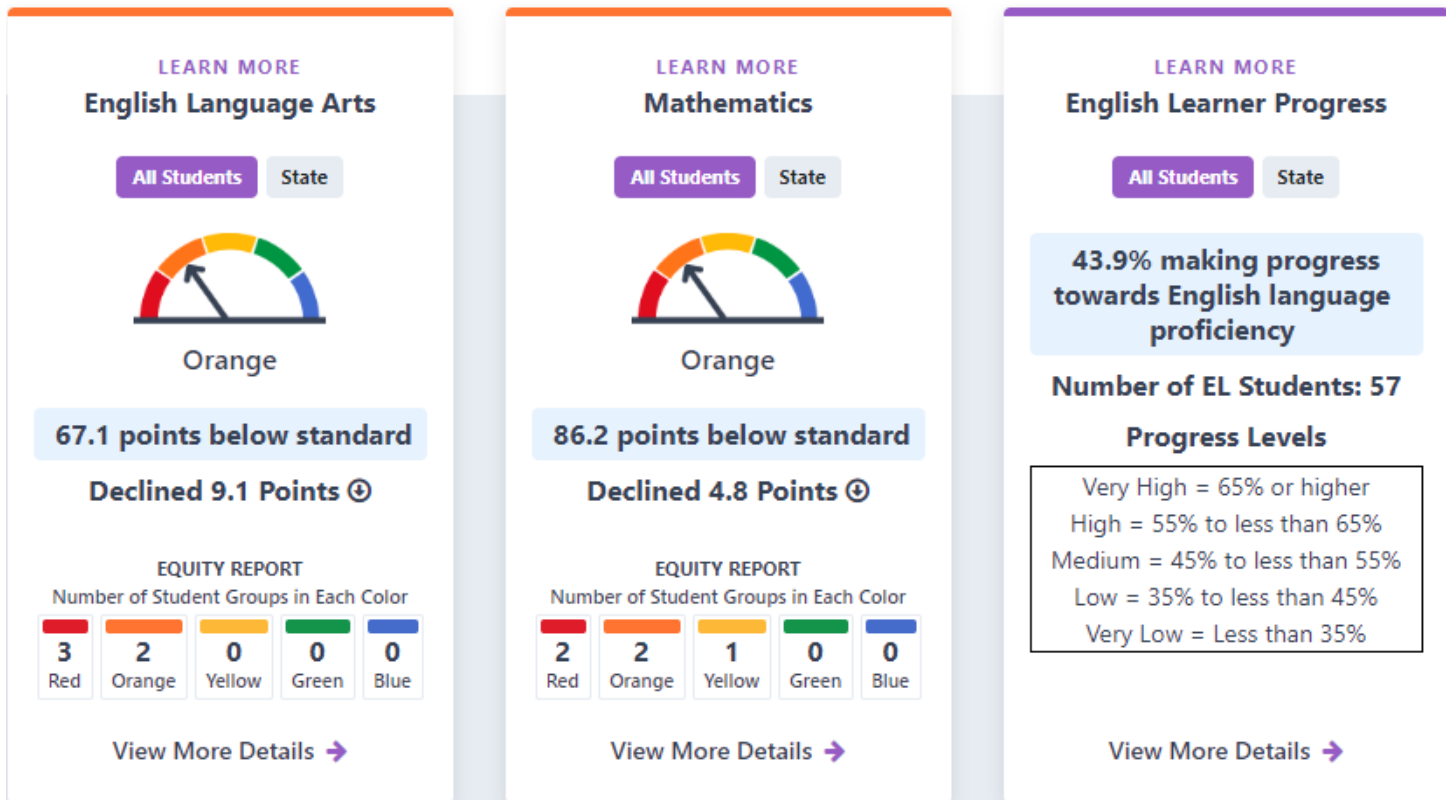 LEARN MORE
English Language Arts
All Students State
Orange
67.1 points below standard
Declined 9.1 Points
EQUITY REPORT
Number of Student Groups in Each Color
3 2 0 0 0
Red Orange Yellow Green Blue
View More Details
LEARN MORE
Mathematics
All Students State
Orange
86.2 points below standard
Declined 4.8 Points
EQUITY REPORT
Number of Student Groups in Each Color
2 2 1 0 0
Red Orange Yellow Green Blue
View More Details
LEARN MORE
English Learner Progress
All Students State
43.9% making progress
towards English language
proficiency
Number of EL Students: 57
Progress Levels
Very High = 65% or higher
High = 55% to less than 65%
Medium = 45% to less than 55%
Low = 35% to less than 45%
Very Low = Less than 35%
View More Details